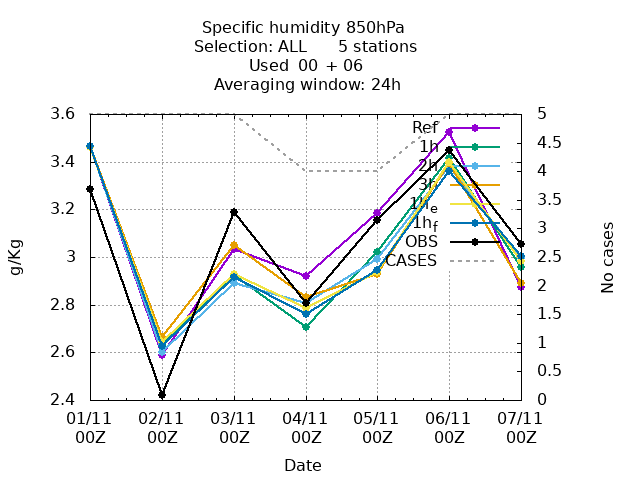 Specific humidity 850hPa
Selection: ALL 5 stations
Used 00 + 06
Averaging window: 24h
3.6
3.4
3.2
3
2.8
2.6
2.4
g/Kg
5
4.5
4
3.5
3
2.5
2
1.5
1
0.5
0
No cases
Ref
1h
2h
3h
1h_e
1h_f
OBS
CASES
01/11 02/11 03/11 04/11 05/11 06/11 07/11
00Z 00Z 00Z 00Z 00Z 00Z 00Z
Date